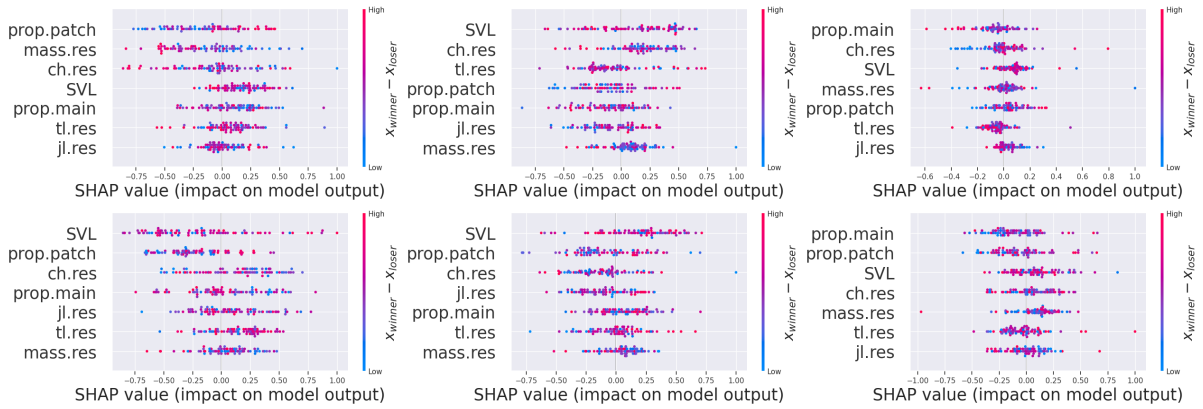 prop.patch
mass.res
ch.res
SVL
prop.main
tl.res
jl.res
−0.75 −0.50 −0.25 0.00 0.25 0.50 0.75 1.00
SHAP value (impact on model output)
High
Low
x_winner − x_loser
SVL
ch.res
tl.res
prop.patch
prop.main
jl.res
mass.res
−0.75 −0.50 −0.25 0.00 0.25 0.50 0.75 1.00
SHAP value (impact on model output)
High
Low
x_winner − x_loser
prop.main
ch.res
SVL
mass.res
prop.patch
tl.res
jl.res
−0.6 −0.4 −0.2 0.0 0.2 0.4 0.6 0.8 1.0
SHAP value (impact on model output)
High
Low
x_winner − x_loser
SVL
prop.patch
ch.res
prop.main
jl.res
tl.res
mass.res
−0.75 −0.50 −0.25 0.00 0.25 0.50 0.75 1.00
SHAP value (impact on model output)
High
Low
x_winner − x_loser
SVL
prop.patch
ch.res
jl.res
prop.main
tl.res
mass.res
−0.75 −0.50 −0.25 0.00 0.25 0.50 0.75 1.00
SHAP value (impact on model output)
High
Low
x_winner − x_loser
prop.main
prop.patch
SVL
ch.res
mass.res
tl.res
jl.res
−1.00 −0.75 −0.50 −0.25 0.00 0.25 0.50 0.75 1.00
SHAP value (impact on model output)
High
Low
x_winner − x_loser